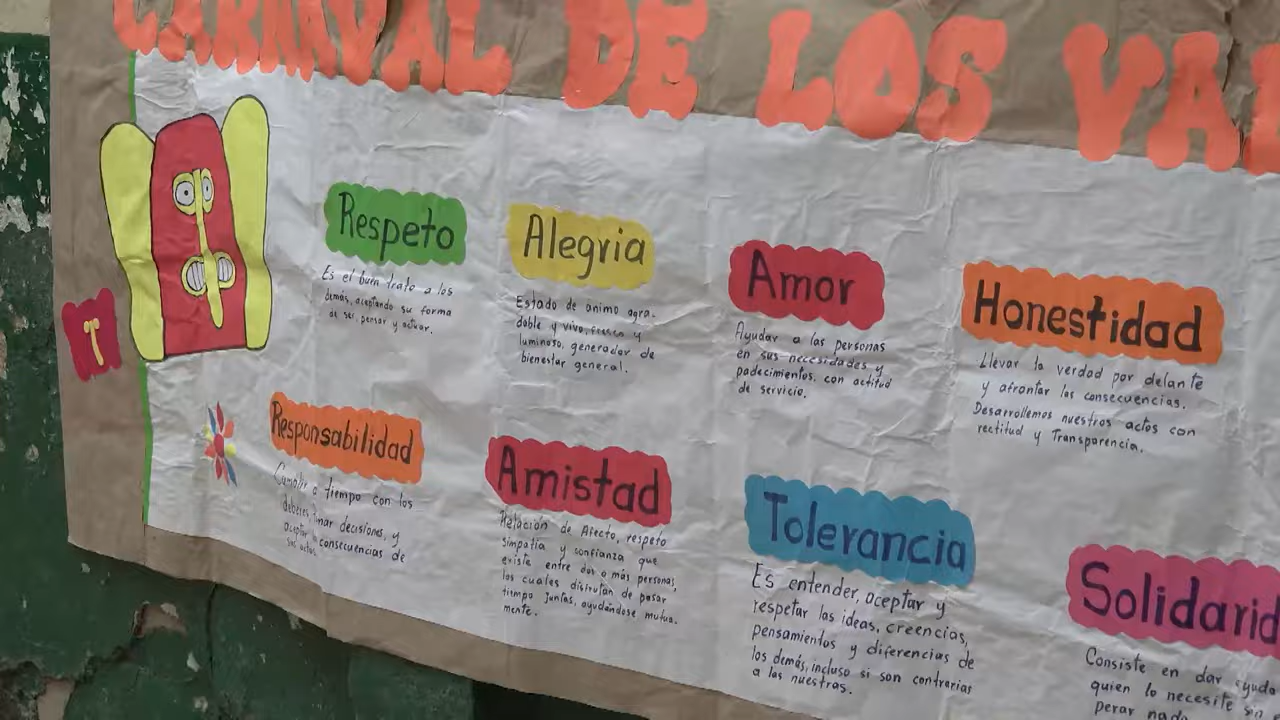 CARNAVAL DE LOS VA
T
Respeto
Es el buen trato a los
demás, aceptando su forma
de ser, pensar y actuar.
Alegria
Estado de animo agra-
dable y vivo, fresco y
luminoso, generador de
bienestar general.
Amor
Ayudar a las personas
en sus necesidades y
padecimientos, con actitud
de servicio.
Honestidad
Llevar la verdad por delante
y afrontar las consecuencias.
Desarrollemos nuestros actos con
rectitud y Transparencia.
Responsabilidad
Cumplir a tiempo con los
deberes, decisiones, y
aceptar consecuencias de
sus actos.
Amistad
Relación de Afecto, respeto
simpatia y confianza que
existe entre dos o más personas,
los cuales disfrutan de pasar
tiempo juntas, ayudándose mutua-
mente.
Tolerancia
Es entender, aceptar y
respetar las ideas, creencias,
pensamientos y diferencias de
los demás, incluso si son contrarias
a las nuestras.
Solidarid
Consiste en dar ayuda
quien lo necesite sin
perar nada